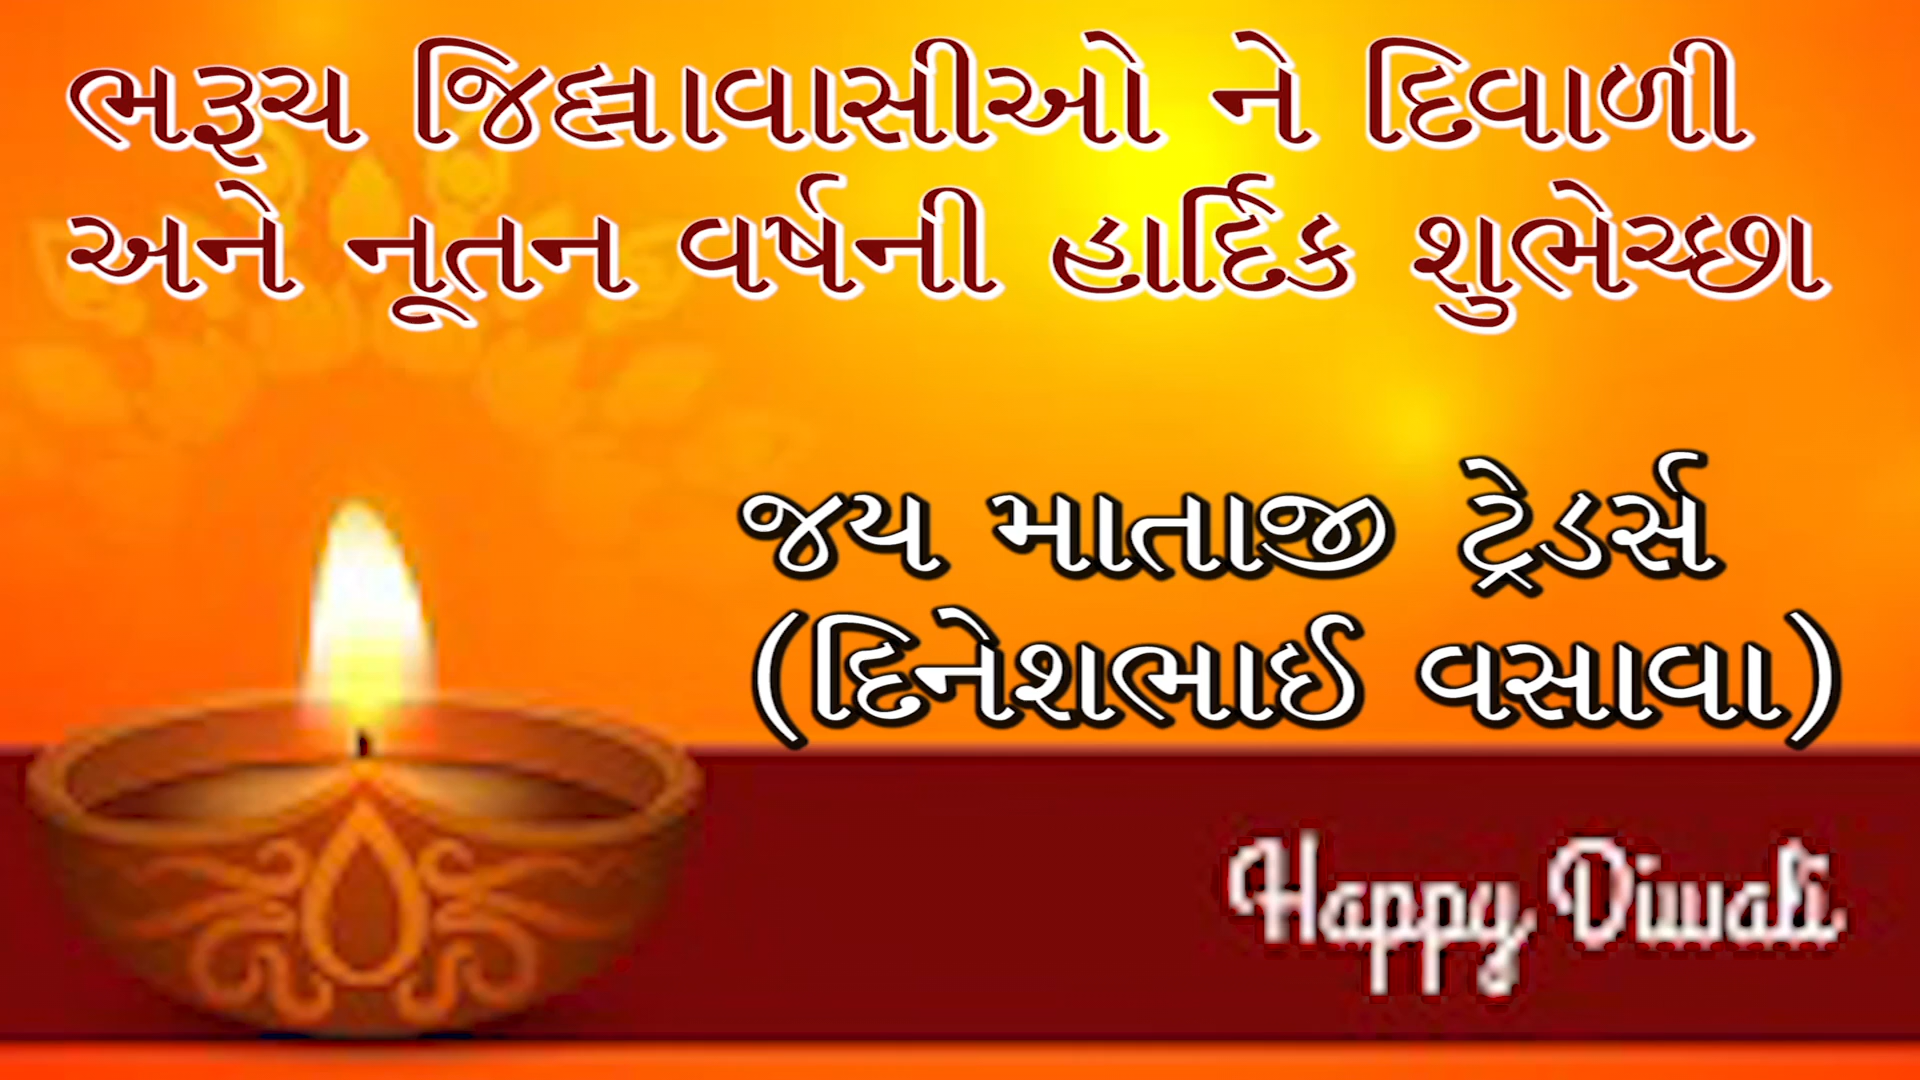 ભરૂચ જિલ્લાવાસીઓ ને દિવાળી
અને નૂતન વર્ષની હાર્દિક શુભેચ્છા
જય માતાજી ટ્રેડર્સ
(દિનેશભાઈ વસાવા)
Happy Diwali